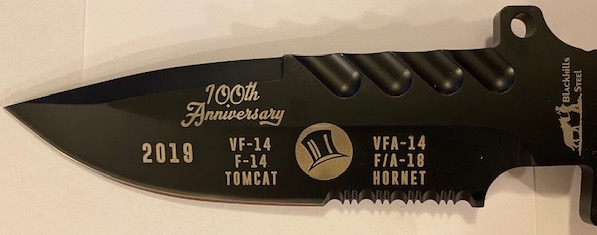 100th
Anniversary
2019
VF-14
F-14
TOMCAT
VFA-14
F/A-18
HORNET
Blackhills
Steel